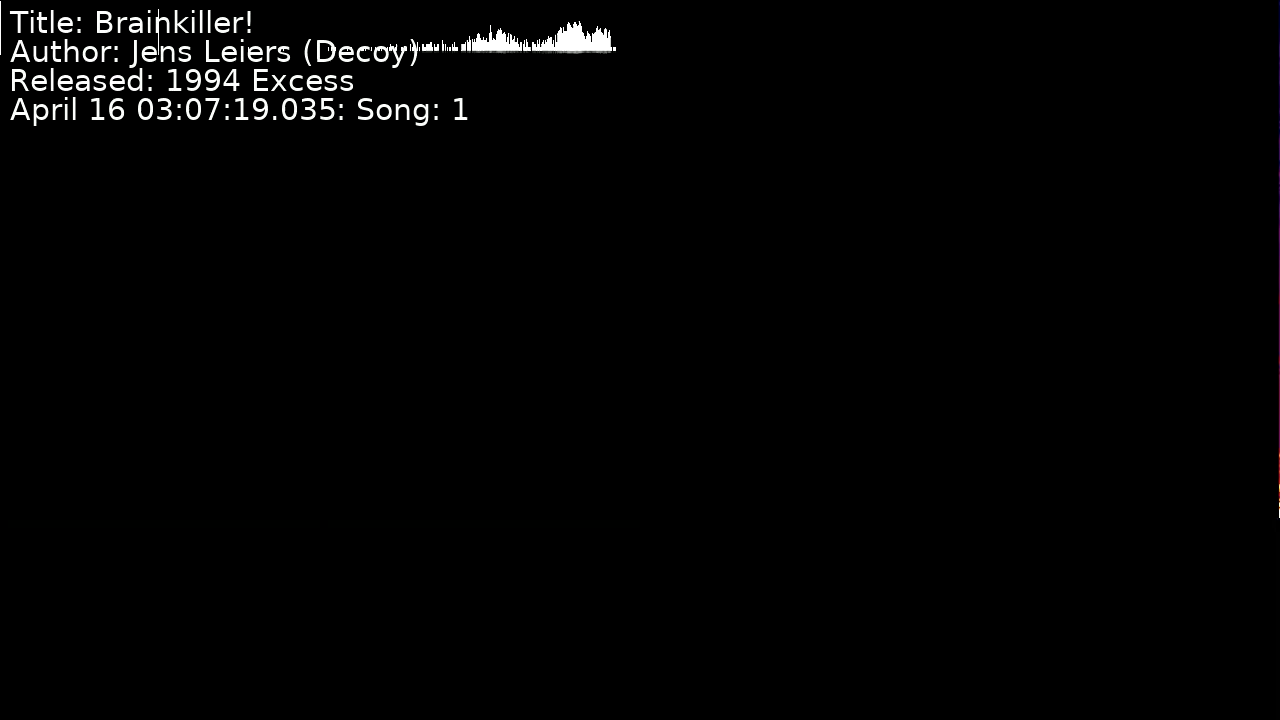 Title: Brainkiller!
Author: Jens Leiers (Decoy)
Released: 1994 Excess
April 16 03:07:19.035: Song: 1